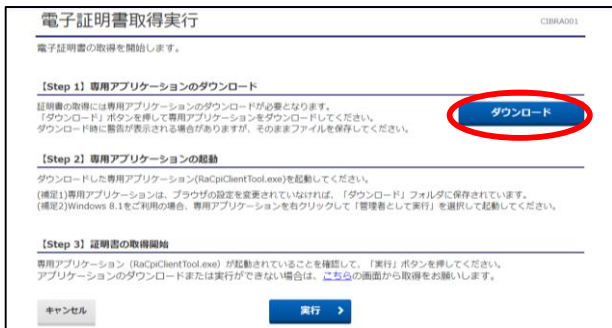 電子証明書取得実行
CIBRA001
電子証明書の取得を開始します。
【Step 1】専用アプリケーションのダウンロード
証明書の取得には専用アプリケーションのダウンロードが必要となります。
「ダウンロード」ボタンを押して専用アプリケーションをダウンロードしてください。
ダウンロード時に警告が表示される場合がありますが、そのままファイルを保存してください。
ダウンロード
【Step 2】専用アプリケーションの起動
ダウンロードした専用アプリケーション(RaCpiClientTool.exe)を起動してください。
(補足1)専用アプリケーションは、ブラウザの設定を変更されていなければ、「ダウンロード」フォルダに保存されています。
(補足2)Windows 8.1をご利用の場合、専用アプリケーションを右クリックして「管理者として実行」を選択して起動してください。
【Step 3】証明書の取得開始
専用アプリケーション（RaCpiClientTool.exe）が起動されていることを確認して、「実行」ボタンを押してください。
アプリケーションのダウンロードまたは実行ができない場合は、こちらの画面から取得をお願いします。
キャンセル
実行